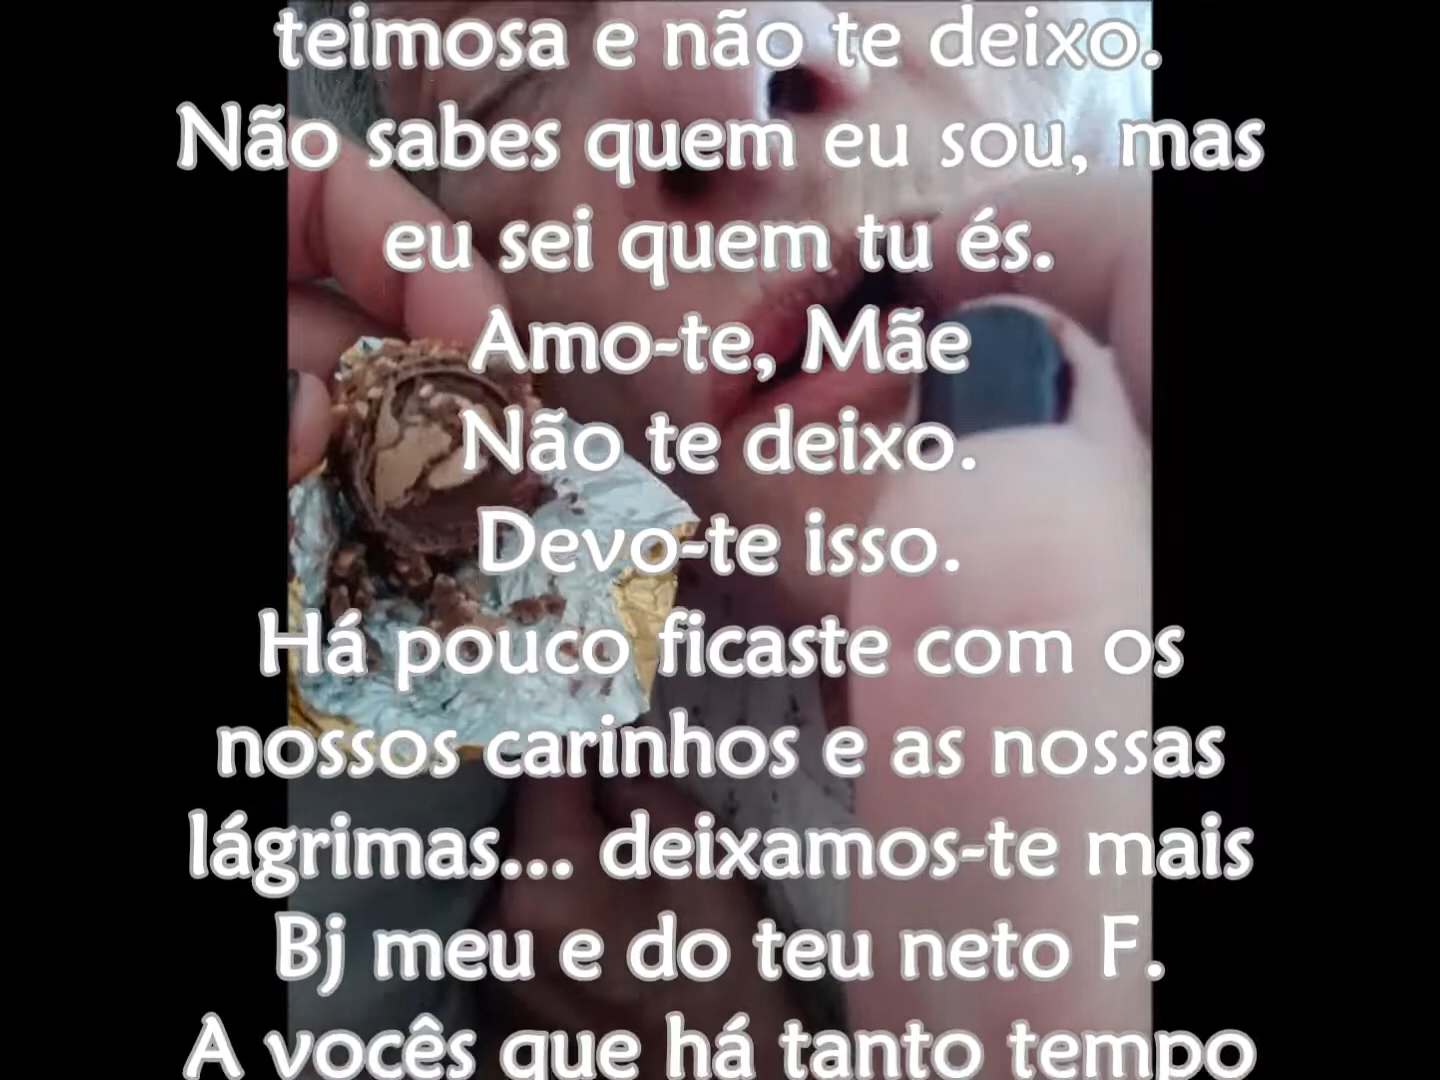 teimosa e não te deixo.
Não sabes quem eu sou, mas
eu sei quem tu és.
Amo-te, Mãe
Não te deixo.
Devo-te isso.
Há pouco ficaste com os
nossos carinhos e as nossas
lágrimas... deixamos-te mais
Bj meu e do teu neto F.
A vocês que há tanto tempo